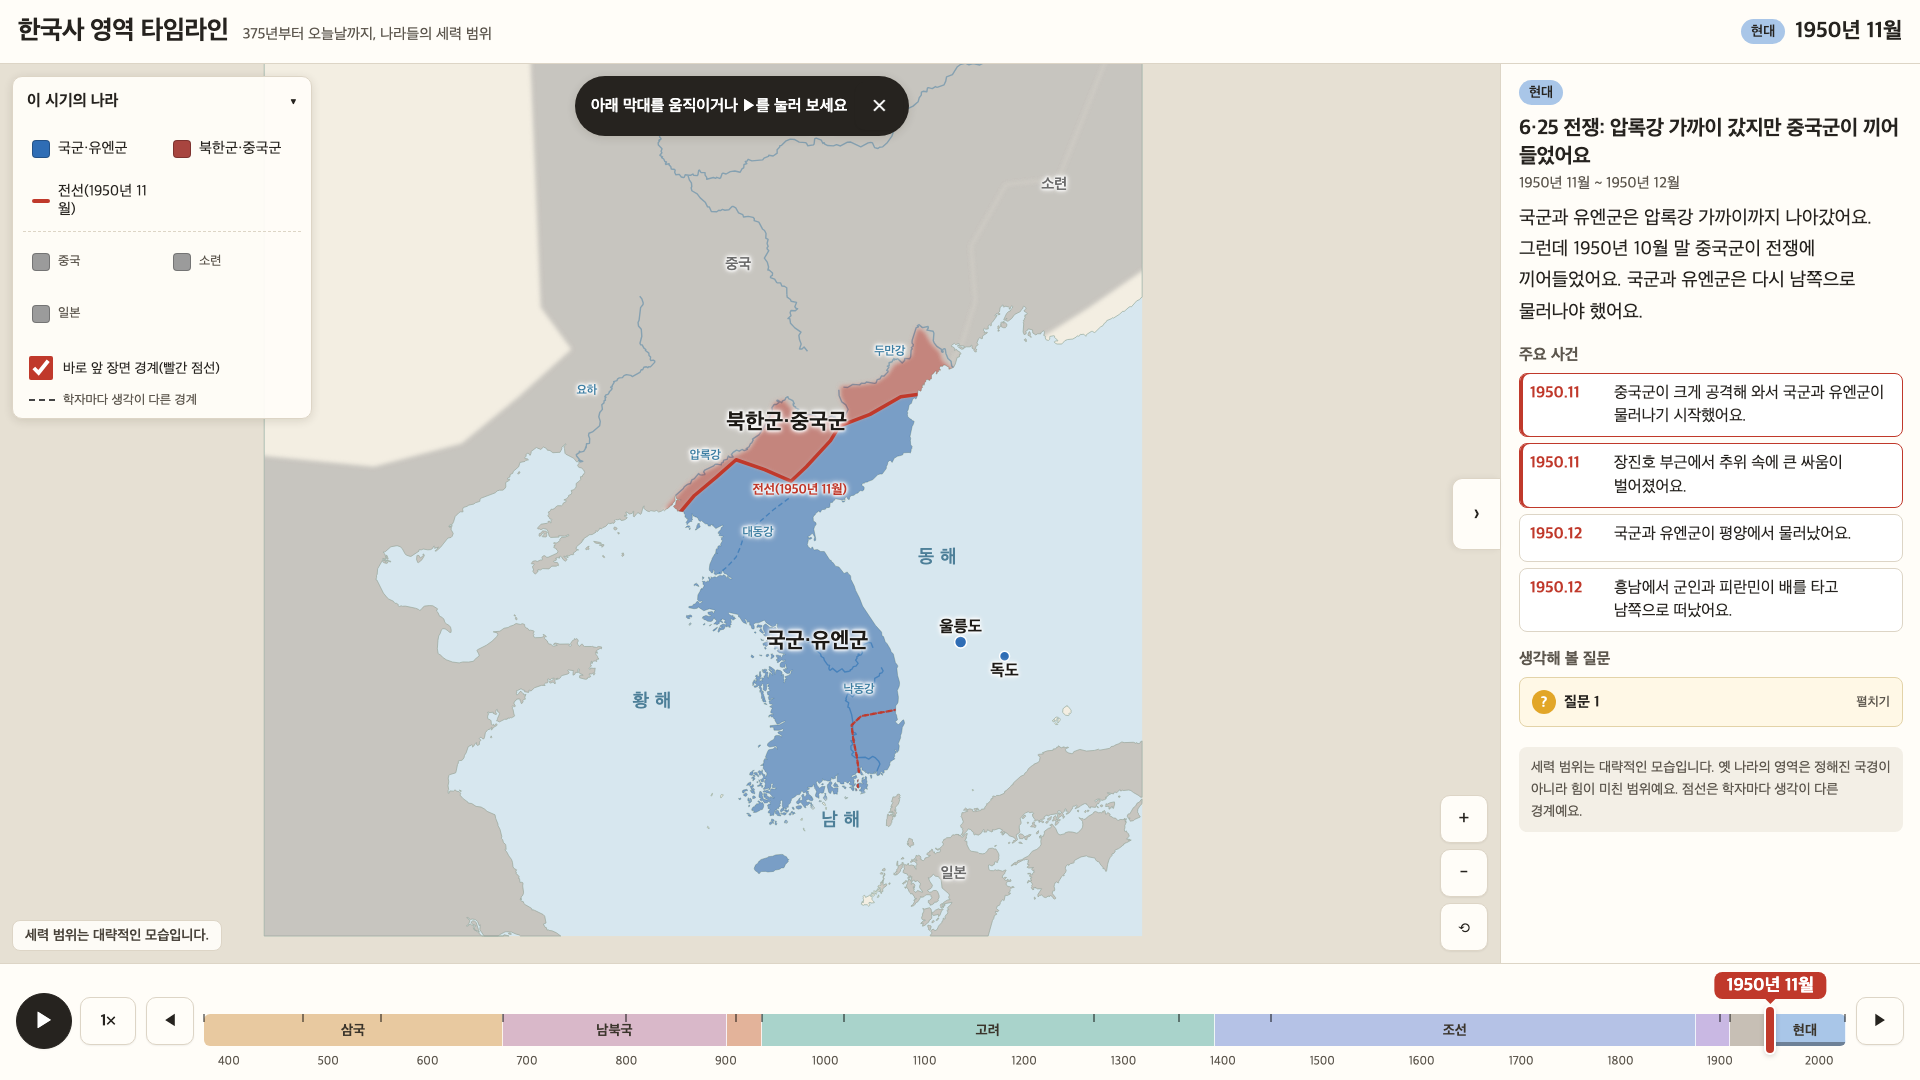 한국사 영역 타임라인
375년부터 오늘날까지, 나라들의 세력 범위
현대
1950년 11월
이 시기의 나라
▼
국군·유엔군
북한군·중국군
전선(1950년 11
월)
중국
소련
일본
바로 앞 장면 경계(빨간 점선)
학자마다 생각이 다른 경계
아래 막대를 움직이거나 ▶를 눌러 보세요
✕
소련
중국
두만강
요하
북한군·중국군
압록강
전선(1950년 11월)
대동강
동 해
울릉도
국군·유엔군
독도
낙동강
황 해
남 해
일본
›
+
−
⟲
세력 범위는 대략적인 모습입니다.
현대
6·25 전쟁: 압록강 가까이 갔지만 중국군이 끼어
들었어요
1950년 11월 ~ 1950년 12월
국군과 유엔군은 압록강 가까이까지 나아갔어요.
그런데 1950년 10월 말 중국군이 전쟁에
끼어들었어요. 국군과 유엔군은 다시 남쪽으로
물러나야 했어요.
주요 사건
1950.11
중국군이 크게 공격해 와서 국군과 유엔군이
물러나기 시작했어요.
1950.11
장진호 부근에서 추위 속에 큰 싸움이
벌어졌어요.
1950.12
국군과 유엔군이 평양에서 물러났어요.
1950.12
흥남에서 군인과 피란민이 배를 타고
남쪽으로 떠났어요.
생각해 볼 질문
?
질문 1
펼치기
세력 범위는 대략적인 모습입니다. 옛 나라의 영역은 정해진 국경이
아니라 힘이 미친 범위예요. 점선은 학자마다 생각이 다른
경계예요.
1950년 11월
▶
1×
◀
삼국
남북국
고려
조선
현대
▶
400
500
600
700
800
900
1000
1100
1200
1300
1400
1500
1600
1700
1800
1900
2000